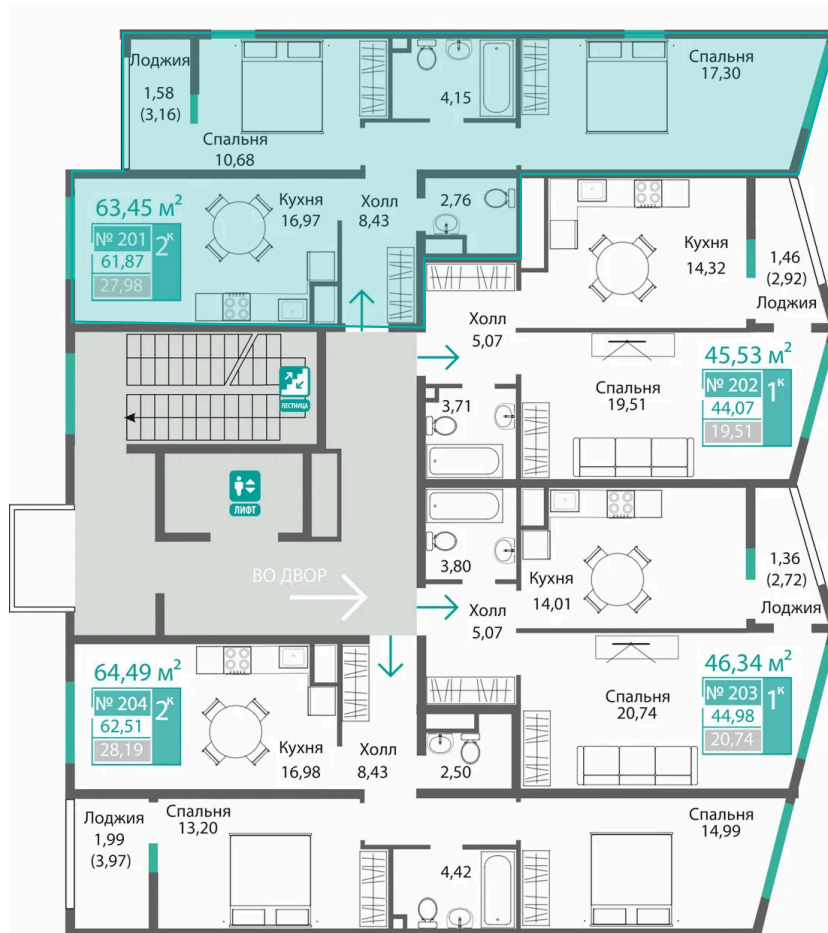 Лоджия
1,58
(3,16)
Спальня
10,68
4,15
Спальня
17,30
63,45 м²
№ 201
61,87
27,98
2к
Кухня
16,97
Холл
8,43
2,76
Кухня
14,32
1,46
(2,92)
Лоджия
Холл
5,07
45,53 м²
№ 202
44,07
19,51
1к
Спальня
19,51
3,71
ЛЕСТНИЦА
ЛИФТ
ВО ДВОР
3,80
Кухня
14,01
1,36
(2,72)
Лоджия
Холл
5,07
46,34 м²
№ 203
44,98
20,74
1к
Спальня
20,74
64,49 м²
№ 204
62,51
28,19
2к
Кухня
16,98
Холл
8,43
2,50
Лоджия
1,99
(3,97)
Спальня
13,20
4,42
Спальня
14,99